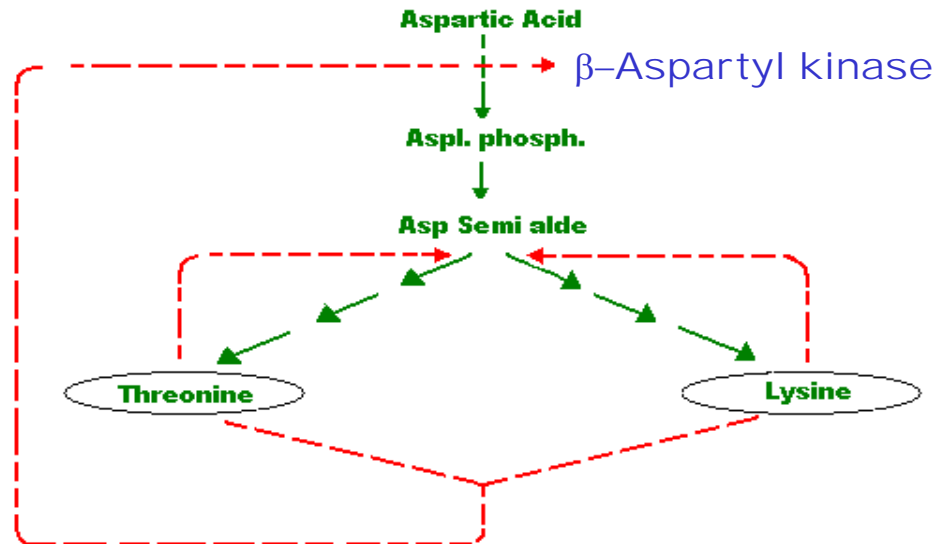 Aspartic Acid
β–Aspartyl kinase
Aspl. phosph.
Asp Semi alde
Threonine
Lysine